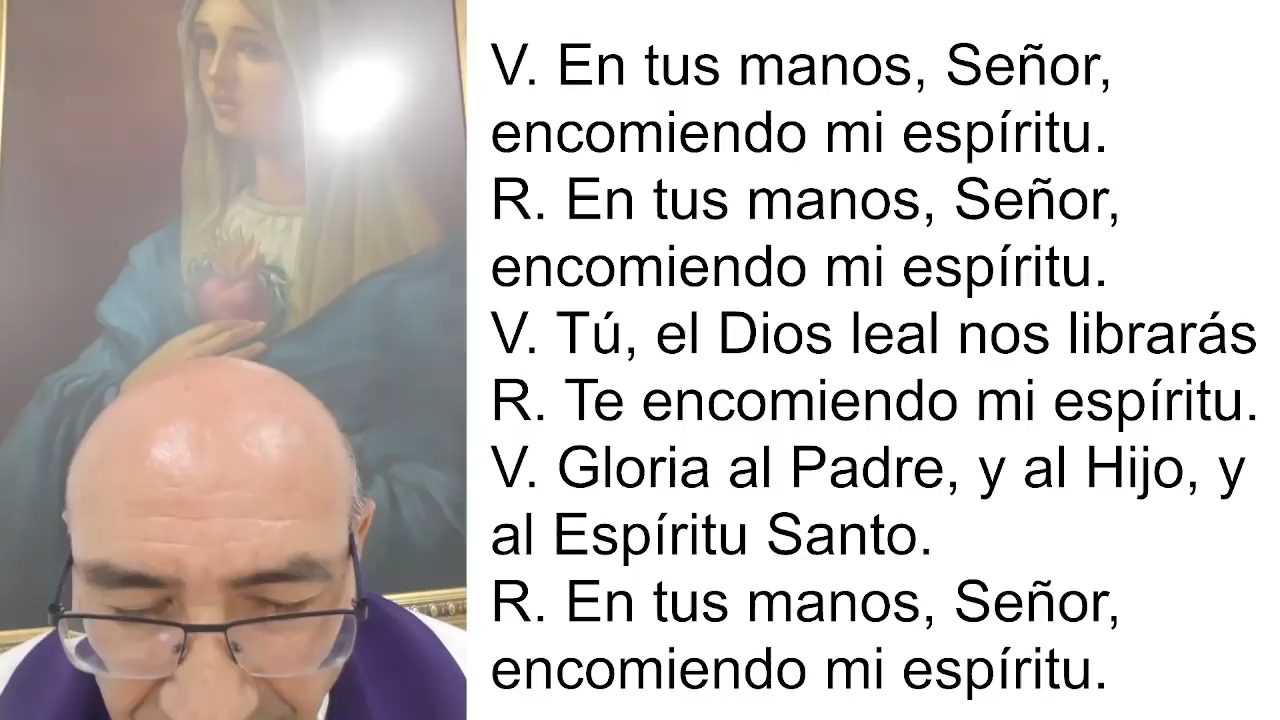 V. En tus manos, Señor,
encomiendo mi espíritu.
R. En tus manos, Señor,
encomiendo mi espíritu.
V. Tú, el Dios leal nos librarás
R. Te encomiendo mi espíritu.
V. Gloria al Padre, y al Hijo, y
al Espíritu Santo.
R. En tus manos, Señor,
encomiendo mi espíritu.